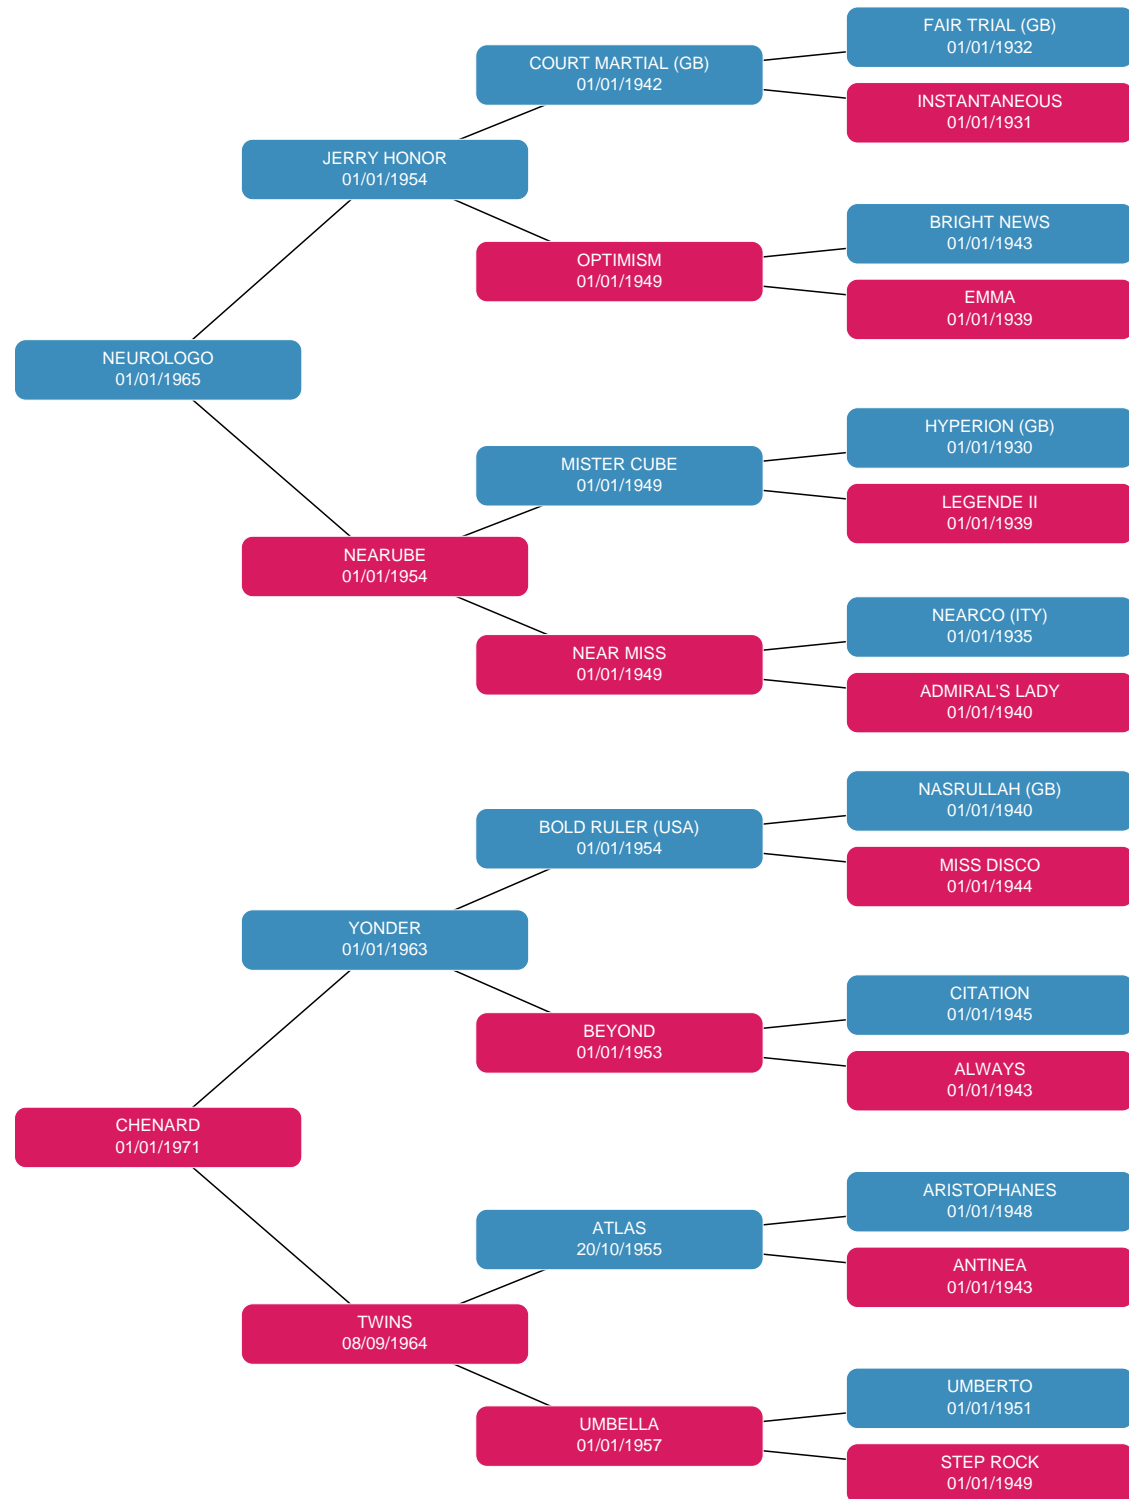 FAIR TRIAL (GB)
01/01/1932
COURT MARTIAL (GB)
01/01/1942
INSTANTANEOUS
01/01/1931
JERRY HONOR
01/01/1954
BRIGHT NEWS
01/01/1943
OPTIMISM
01/01/1949
EMMA
01/01/1939
NEUROLOGO
01/01/1965
HYPERION (GB)
01/01/1930
MISTER CUBE
01/01/1949
LEGENDE II
01/01/1939
NEARUBE
01/01/1954
NEARCO (ITY)
01/01/1935
NEAR MISS
01/01/1949
ADMIRAL'S LADY
01/01/1940
NASRULLAH (GB)
01/01/1940
BOLD RULER (USA)
01/01/1954
MISS DISCO
01/01/1944
YONDER
01/01/1963
CITATION
01/01/1945
BEYOND
01/01/1953
ALWAYS
01/01/1943
CHENARD
01/01/1971
ARISTOPHANES
01/01/1948
ATLAS
20/10/1955
ANTINEA
01/01/1943
TWINS
08/09/1964
UMBERTO
01/01/1951
UMBELLA
01/01/1957
STEP ROCK
01/01/1949